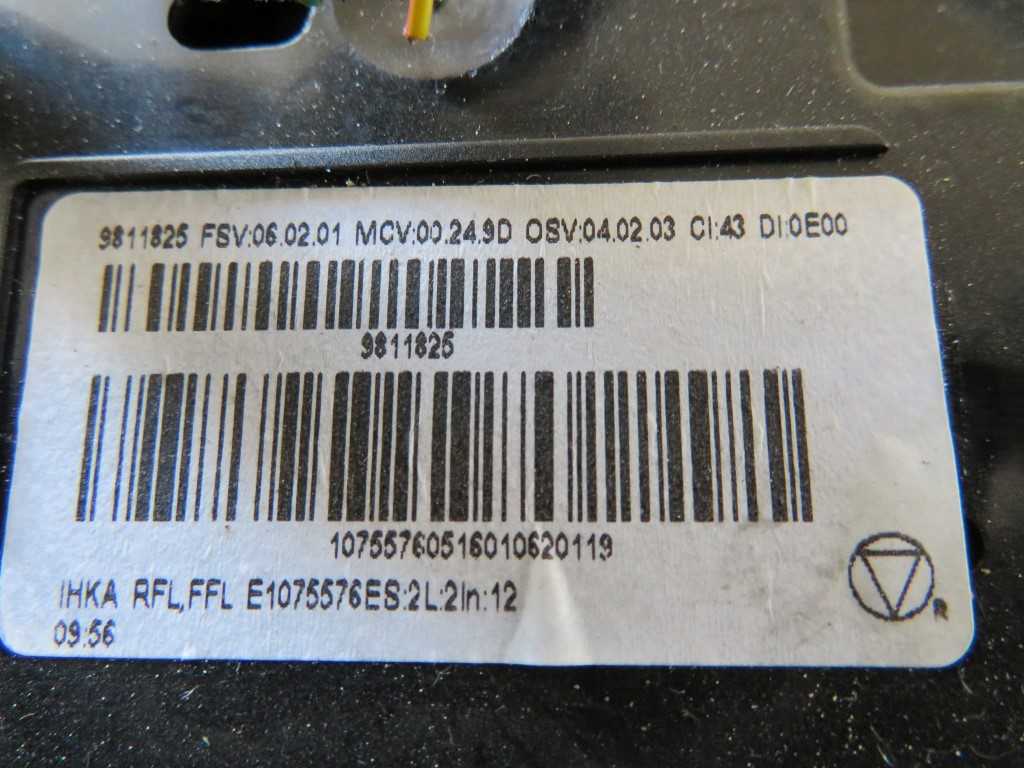 9811825 FSV:06.02.01 MCV:00.24.9D OSV:04.02.03 CI:43 DI:0E00
9811825
10755760516010620119
IHKA RFL,FFL E1075576ES:2L:2In:12
09:56
R